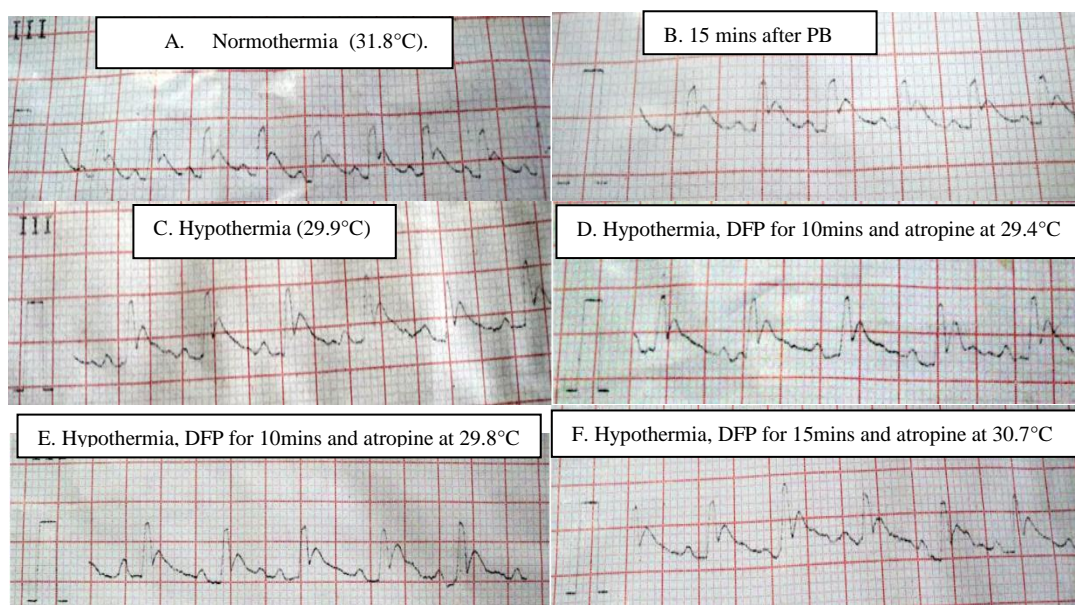 III
A. Normothermia (31.8°C).
B. 15 mins after PB
III
C. Hypothermia (29.9°C)
D. Hypothermia, DFP for 10mins and atropine at 29.4°C
E. Hypothermia, DFP for 10mins and atropine at 29.8°C
F. Hypothermia, DFP for 15mins and atropine at 30.7°C